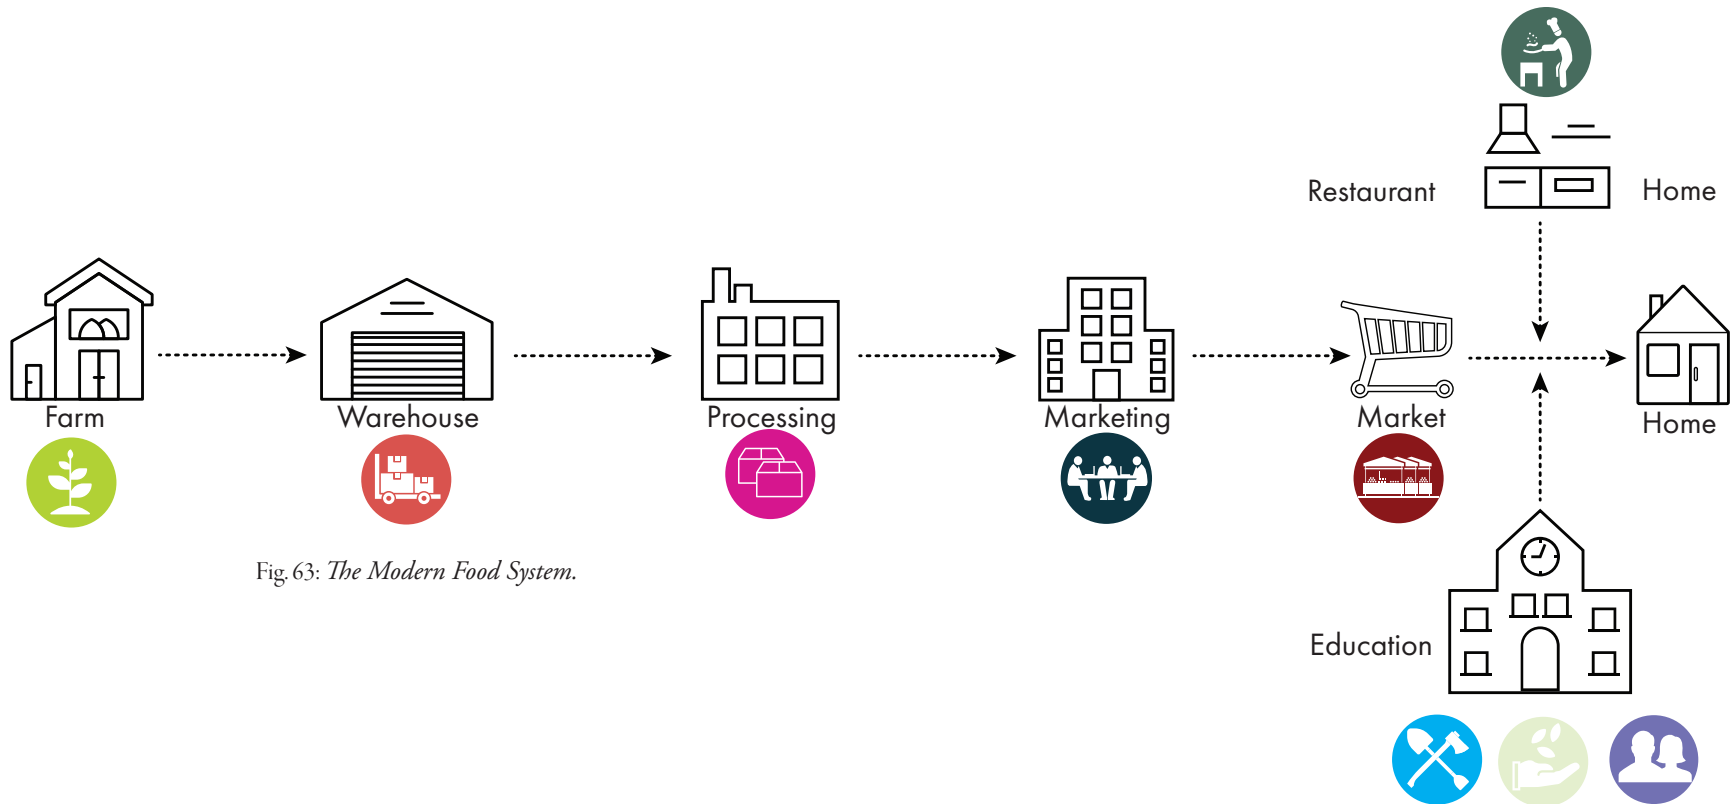 Restaurant
Home
Farm
Warehouse
Processing
Marketing
Market
Home
Fig. 63: The Modern Food System.
Education